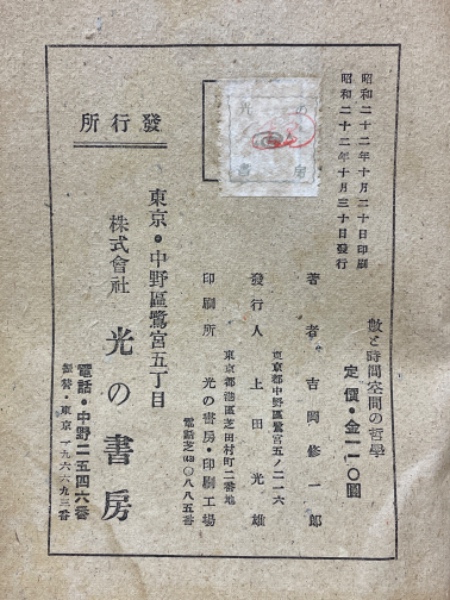 昭和二十二年十月二十日印刷
昭和二十二年十月三十日發行
數と時間空間の哲學
定價・金一一〇圓
著者 吉岡修一郎
東京都中野區鷺宮五ノ二一六
發行人 上田光雄
東京都港區芝田村町二番地
印刷所 光の書房・印刷工場
電話芝(43)〇八八五番
光の書房
發行所
東京・中野區鷺宮五丁目
株式會社 光の書房
電話・中野二五四六番
振替・東京一九六六九三番